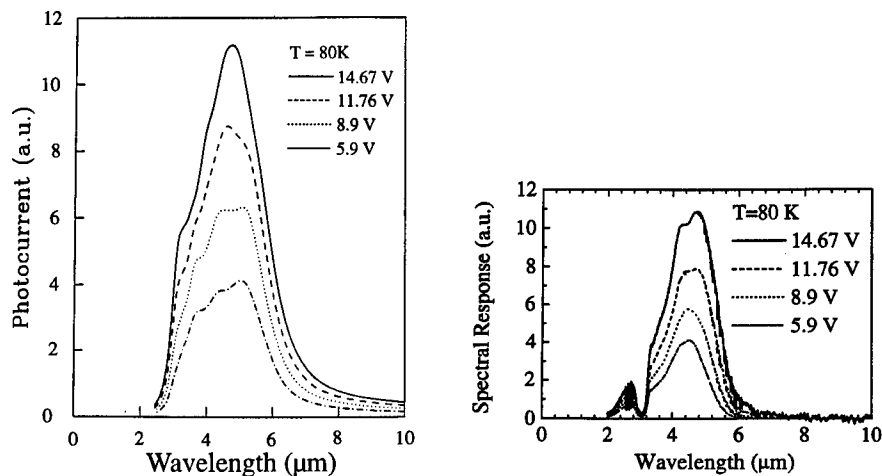 12
10
8
6
4
2
0
Photocurrent (a.u.)
T = 80K
14.67 V
11.76 V
8.9 V
5.9 V
0 2 4 6 8 10
Wavelength (μm)
12
10
8
6
4
2
0
Spectral Response (a.u.)
T=80 K
14.67 V
11.76 V
8.9 V
5.9 V
0 2 4 6 8 10
Wavelength (μm)